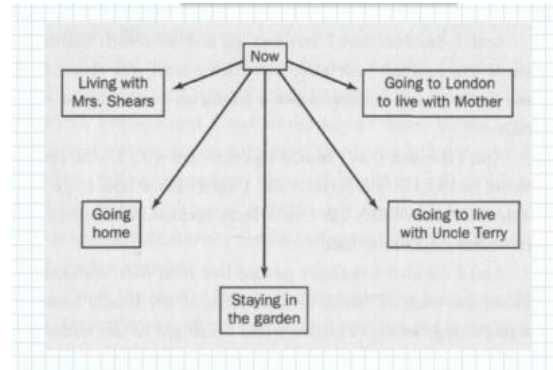 Now
Living with
Mrs. Shears
Going to London
to live with Mother
Going
home
Going to live
with Uncle Terry
Staying in
the garden